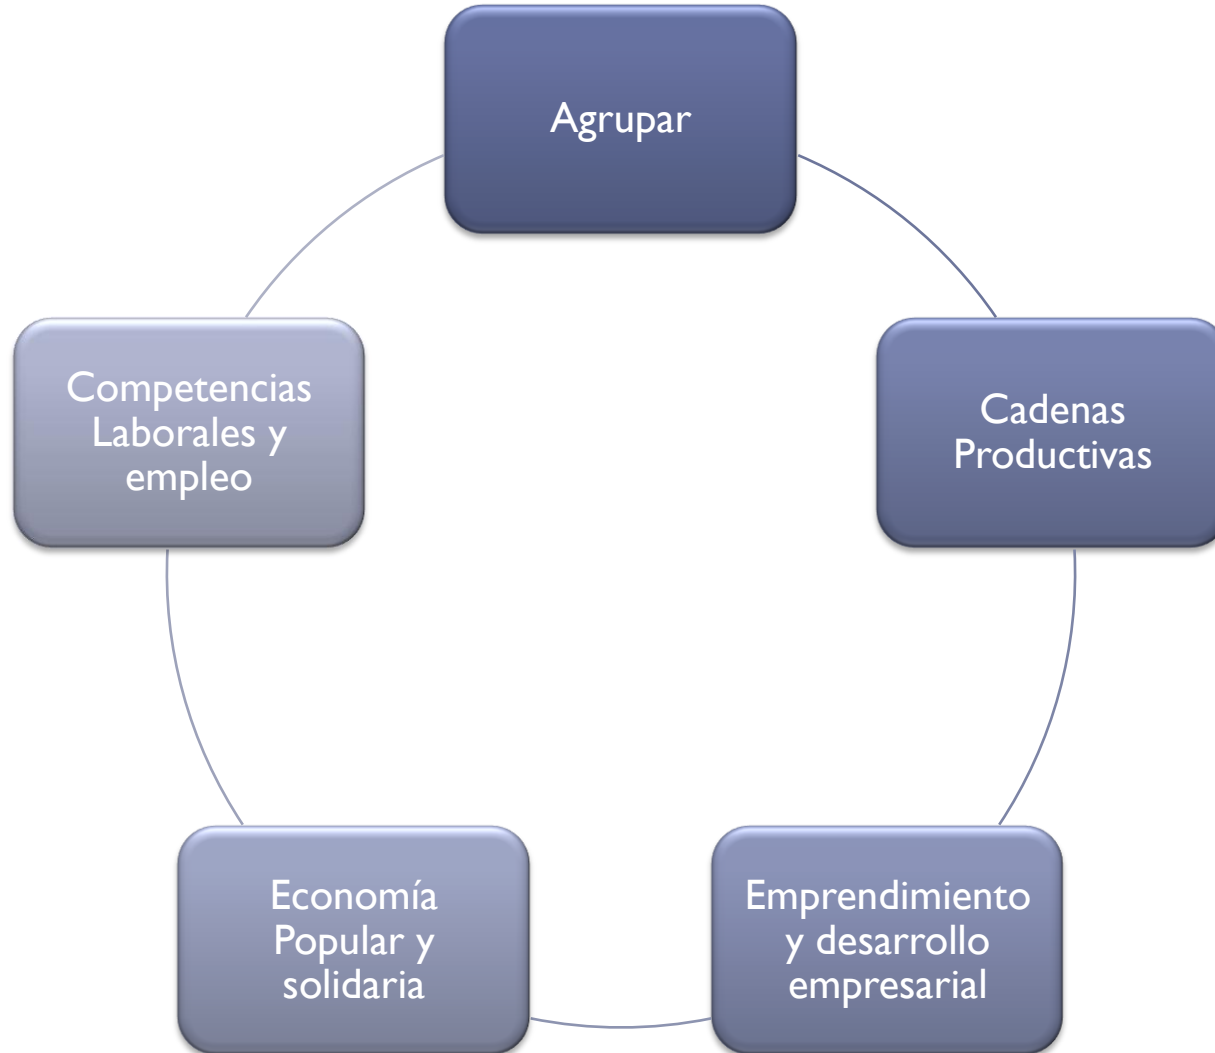 Agrupar
Cadenas
Productivas
Emprendimiento
y desarrollo
empresarial
Economía
Popular y
solidaria
Competencias
Laborales y
empleo